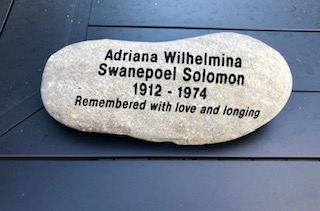 Adriana Wilhelmina
Swanepoel Solomon
1912 - 1974
Remembered with love and longing